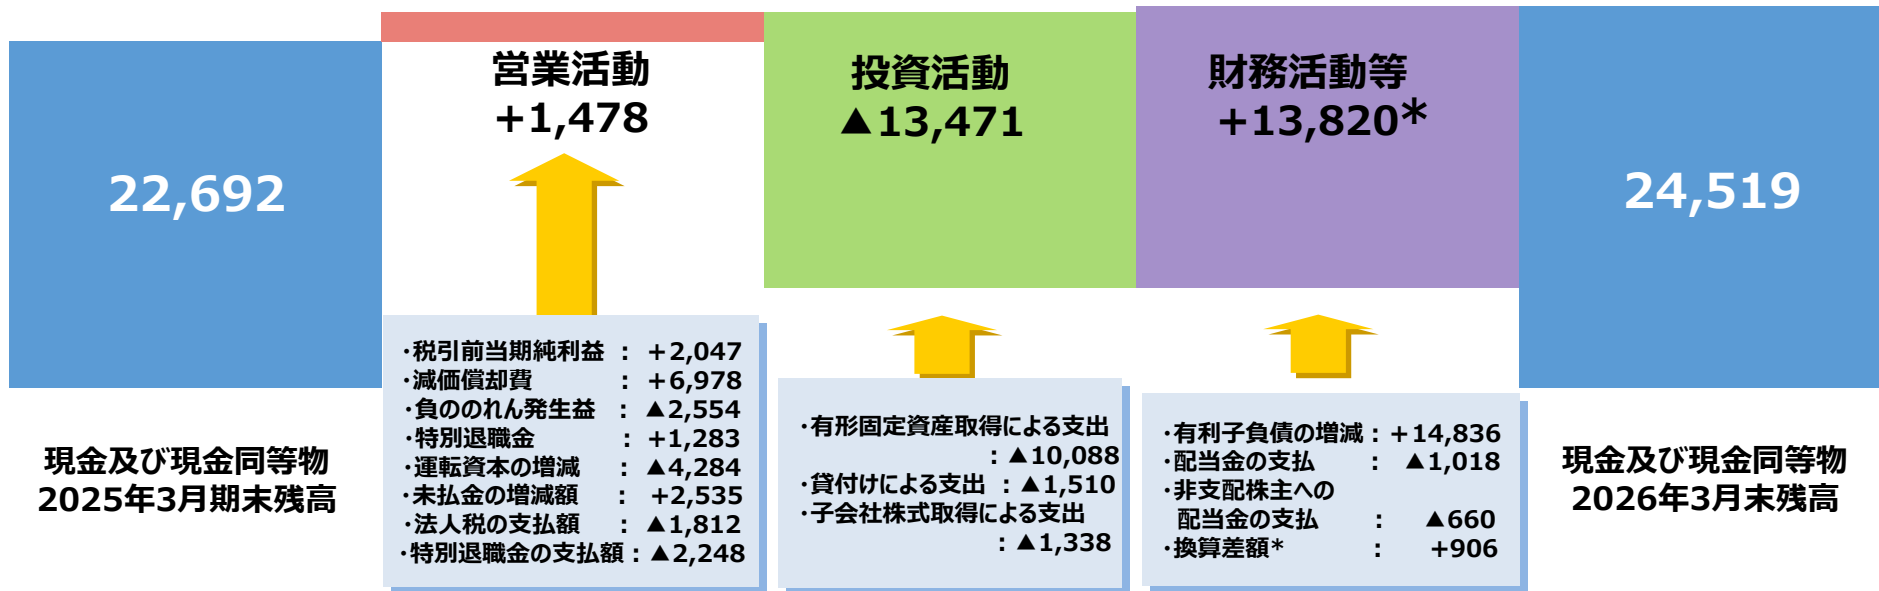 22,692
現金及び現金同等物
2025年3月期末残高
営業活動
+1,478
・税引前当期純利益 : +2,047
・減価償却費 : +6,978
・負ののれん発生益 : ▲2,554
・特別退職金 : +1,283
・運転資本の増減 : ▲4,284
・未払金の増減額 : +2,535
・法人税の支払額 : ▲1,812
・特別退職金の支払額 : ▲2,248
投資活動
▲13,471
・有形固定資産取得による支出
: ▲10,088
・貸付けによる支出 : ▲1,510
・子会社株式取得による支出
: ▲1,338
財務活動等
+13,820*
・有利子負債の増減 : +14,836
・配当金の支払 : ▲1,018
・非支配株主への
配当金の支払 : ▲660
・換算差額* : +906
24,519
現金及び現金同等物
2026年3月末残高